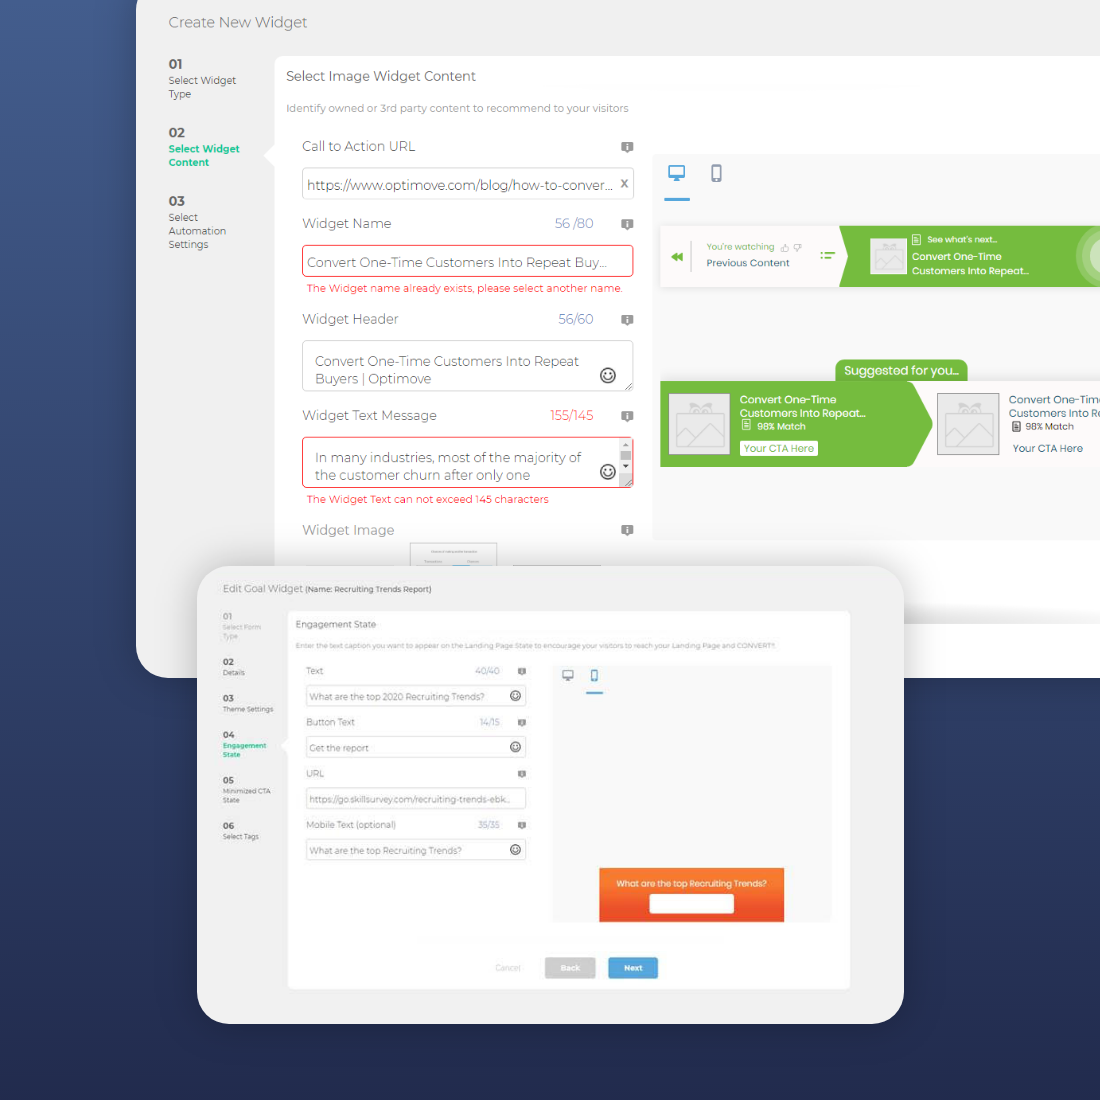 Create New Widget
01
Select Widget
Type
02
Select Widget
Content
03
Select
Automation
Settings
Select Image Widget Content
Identify owned or 3rd party content to recommend to your visitors
Call to Action URL
https://www.optimove.com/blog/how-to-conver... X
Widget Name 56 /80
Convert One-Time Customers Into Repeat Buy...
The Widget name already exists, please select another name.
Widget Header 56/60
Convert One-Time Customers Into Repeat
Buyers | Optimove
Widget Text Message 155/145
In many industries, most of the majority of
the customer churn after only one
The Widget Text can not exceed 145 characters
Widget Image
You're watching
Previous Content
See what's next...
Convert One-Time
Customers Into Repeat...
Suggested for you...
Convert One-Time
Customers Into Repeat...
98% Match
Your CTA Here
Convert One-Time
Customers Into Re
98% Match
Your CTA Here
Edit Goal Widget (Name: Recruiting Trends Report)
01
Select Form
Type
02
Details
03
Theme Settings
04
Engagement
State
05
Minimized CTA
State
06
Select Tags
Engagement State
Enter the text caption you want to appear on the Landing Page State to encourage your visitors to reach your Landing Page and CONVERT!
Text 40/40
What are the top 2020 Recruiting Trends?
Button Text 14/15
Get the report
URL
https://go.skillsurvey.com/recruiting-trends-ebk...
Mobile Text (optional) 35/35
What are the top Recruiting Trends?
What are the top Recruiting Trends?
Cancel Back Next